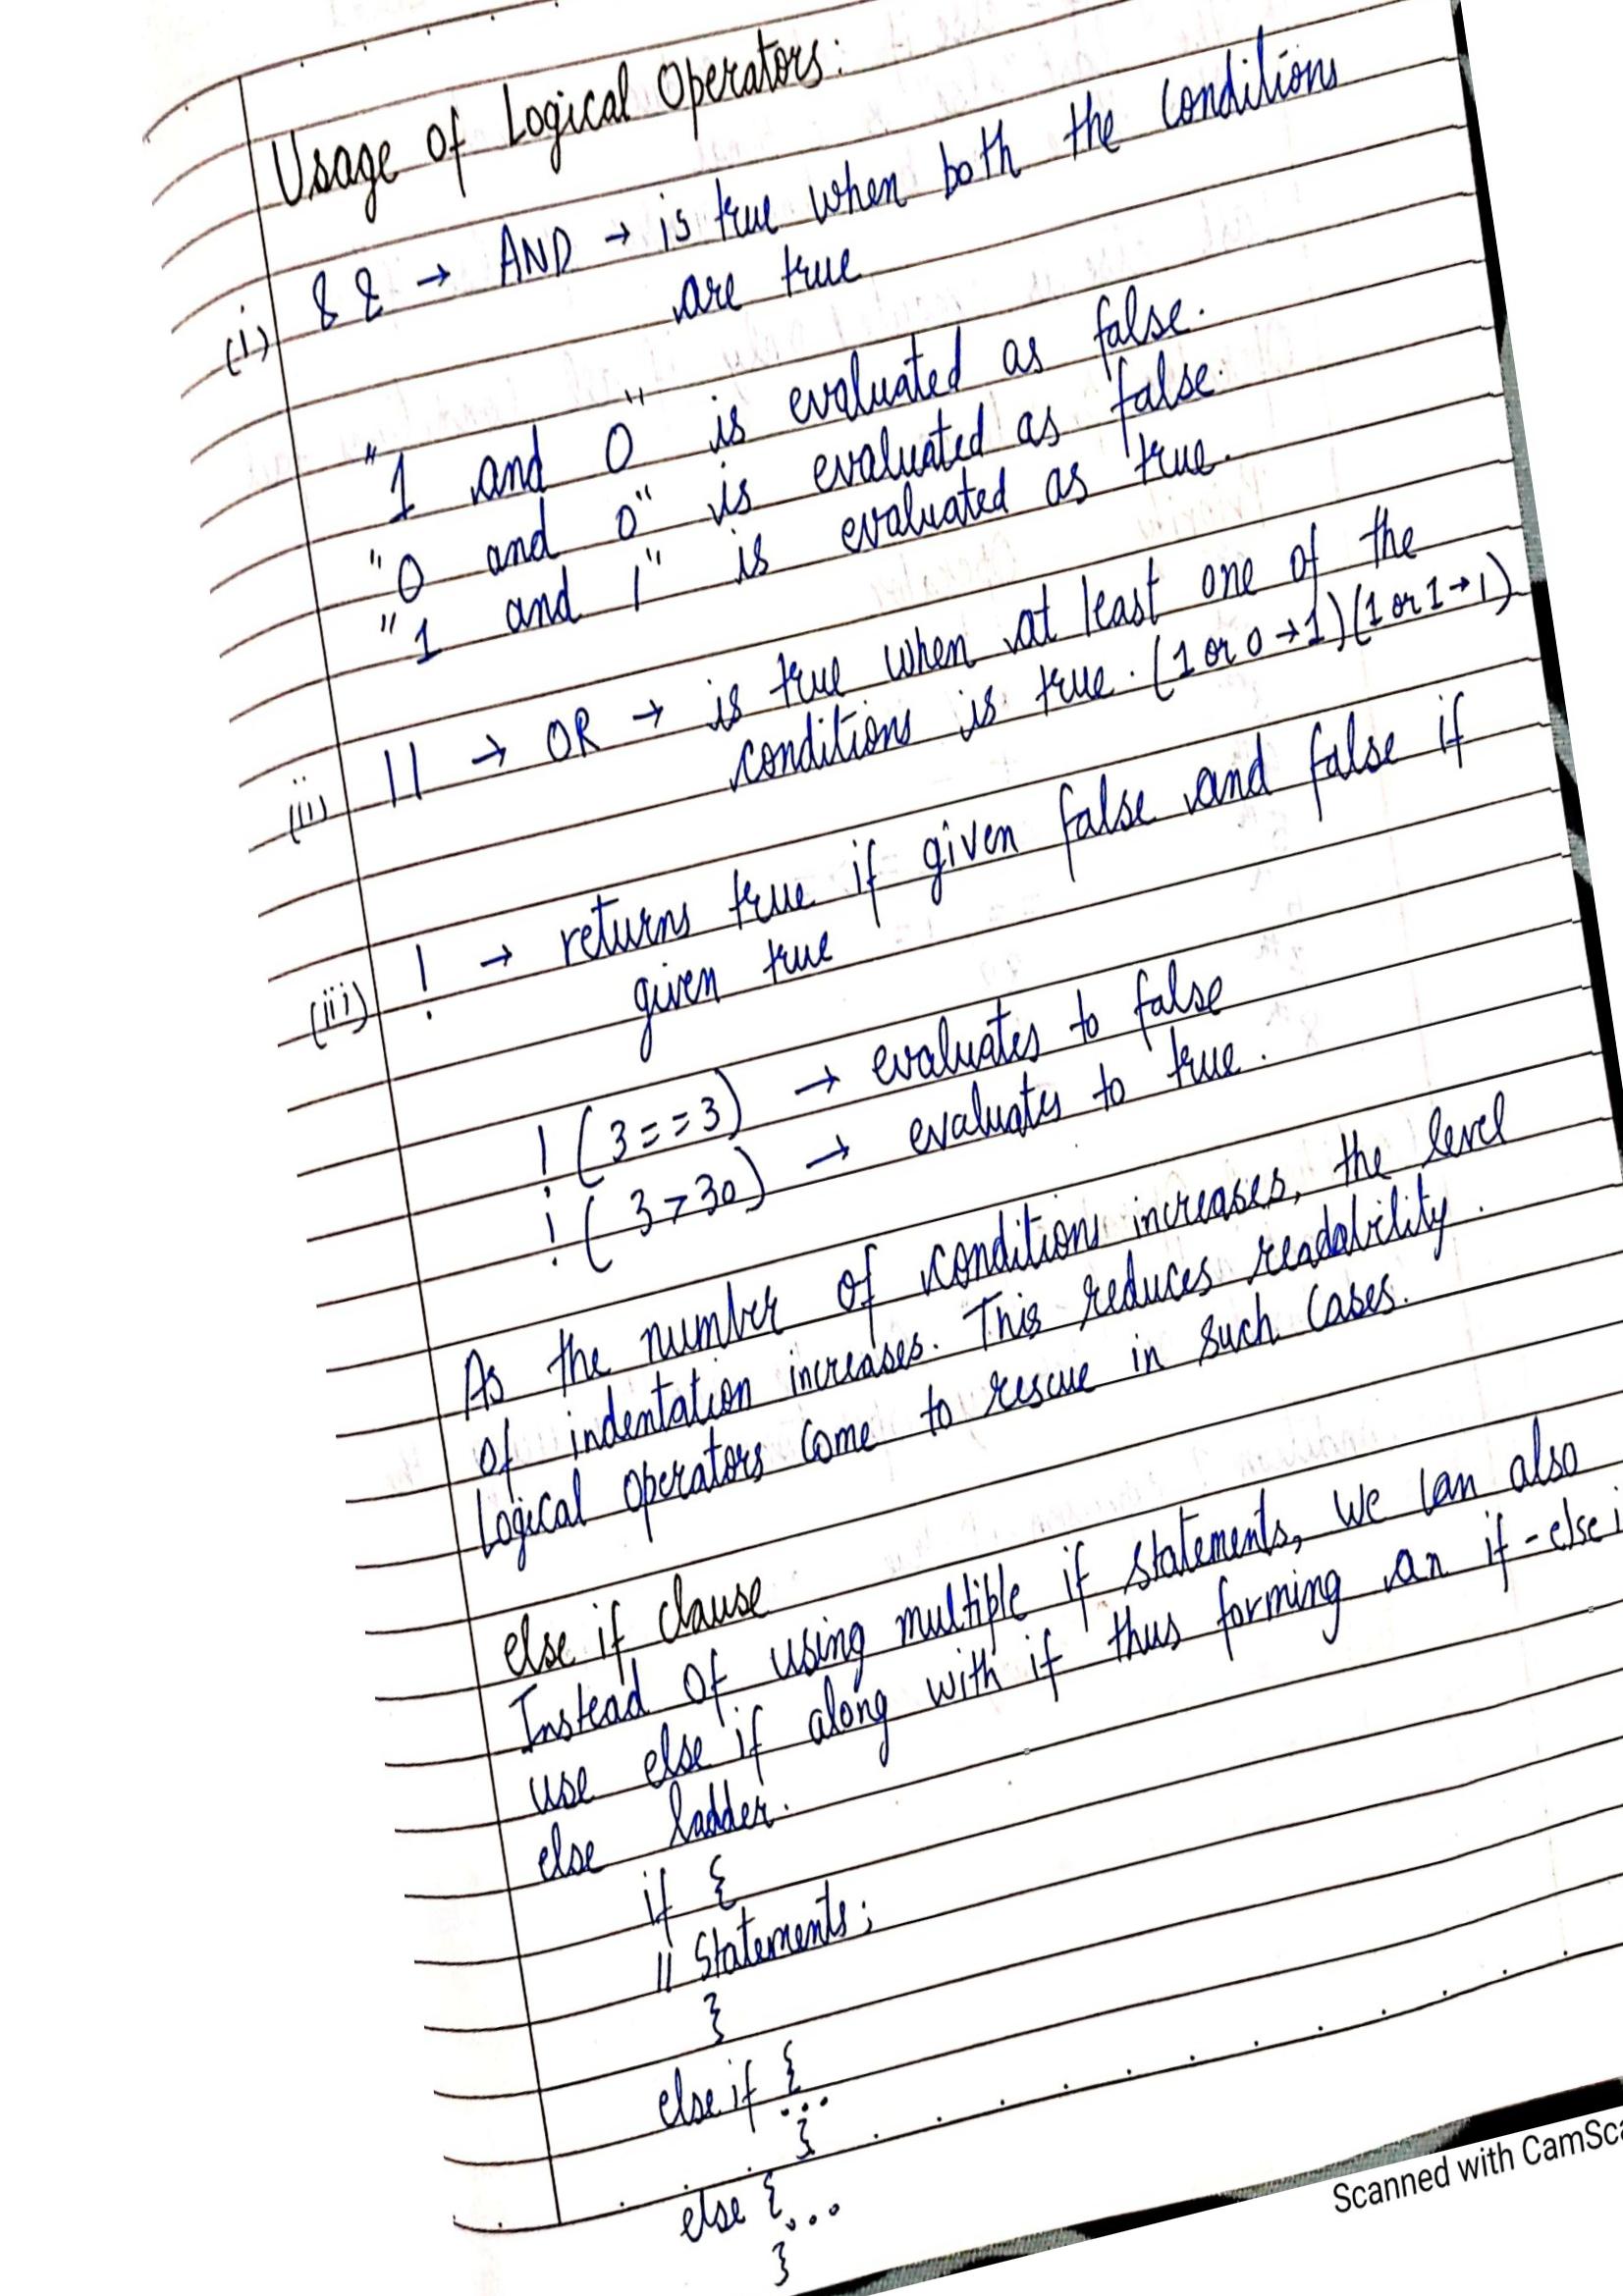 Usage of Logical Operators:
(i) && → AND → is true when both the conditions
are true
"1 and 0" is evaluated as false.
"0 and 0" is evaluated as false.
"1 and 1" is evaluated as true.
(ii) || → OR → is true when at least one of the
conditions is true. (1 or 0 → 1) (1 or 1 → 1)
(iii) ! → returns true if given false and false if
given true
! (3 == 3) → evaluates to false
! ( 3 > 30) → evaluates to true.
As the number of conditions increases, the level
of indentation increases. This reduces readability.
Logical Operators come to rescue in such cases.
else if clause
Instead of using multiple if statements, we can also
use else if along with if thus forming an if-else i
else ladder.
if {
// Statements;
}
else if {
...
}
else {
...
}
Scanned with CamSca